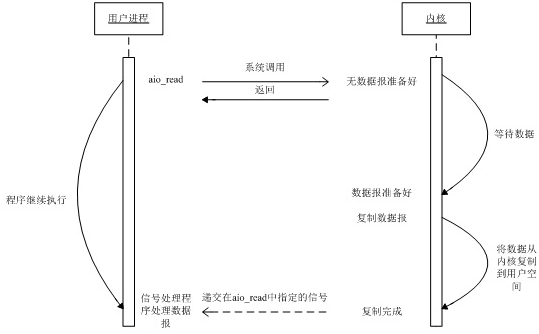 用户进程
内核
系统调用
aio_read
无数据报准备好
返回
等待数据
数据报准备好
程序继续执行
复制数据报
将数据从
内核复制
到用户空
间
信号处理程
序处理数据
报
递交在aio_read中指定的信号
复制完成